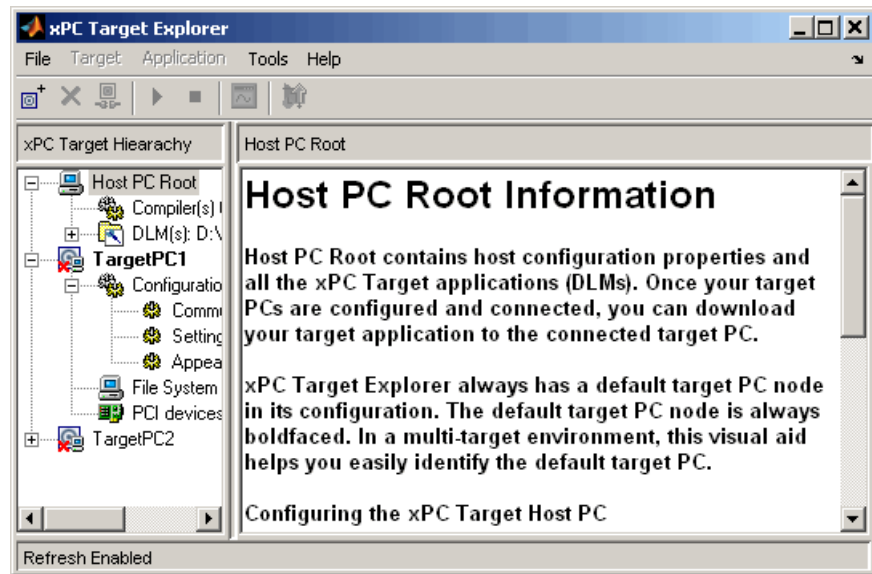 xPC Target Explorer
File Target Application Tools Help
xPC Target Hiearachy
Host PC Root
Host PC Root
Compiler(s)
DLM(s): D:\
TargetPC1
Configuratio
Commu
Setting
Appea
File System
PCI devices
TargetPC2
Host PC Root Information
Host PC Root contains host configuration properties and
all the xPC Target applications (DLMs). Once your target
PCs are configured and connected, you can download
your target application to the connected target PC.
xPC Target Explorer always has a default target PC node
in its configuration. The default target PC node is always
boldfaced. In a multi-target environment, this visual aid
helps you easily identify the default target PC.
Configuring the xPC Target Host PC
Refresh Enabled